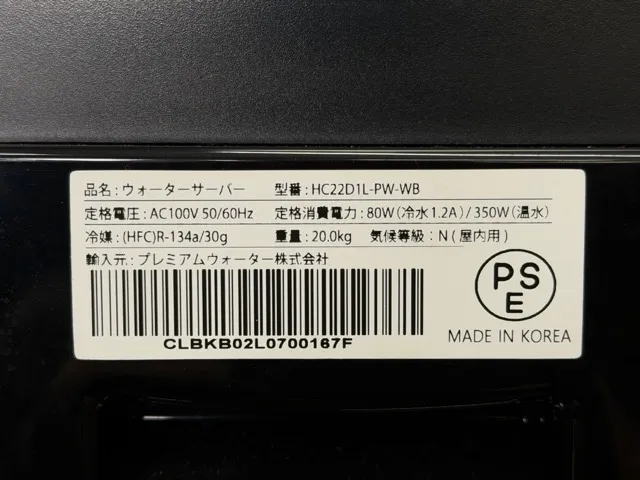 品名：ウォーターサーバー 型番：HC22D1L-PW-WB
定格電圧：AC100V 50/60Hz 定格消費電力：80W(冷水1.2A)/350W(温水)
冷媒：(HFC)R-134a/30g 重量：20.0kg 気候等級：N(屋内用)
輸入元：プレミアムウォーター株式会社
PS
E
CLBKB02L0700167F
MADE IN KOREA